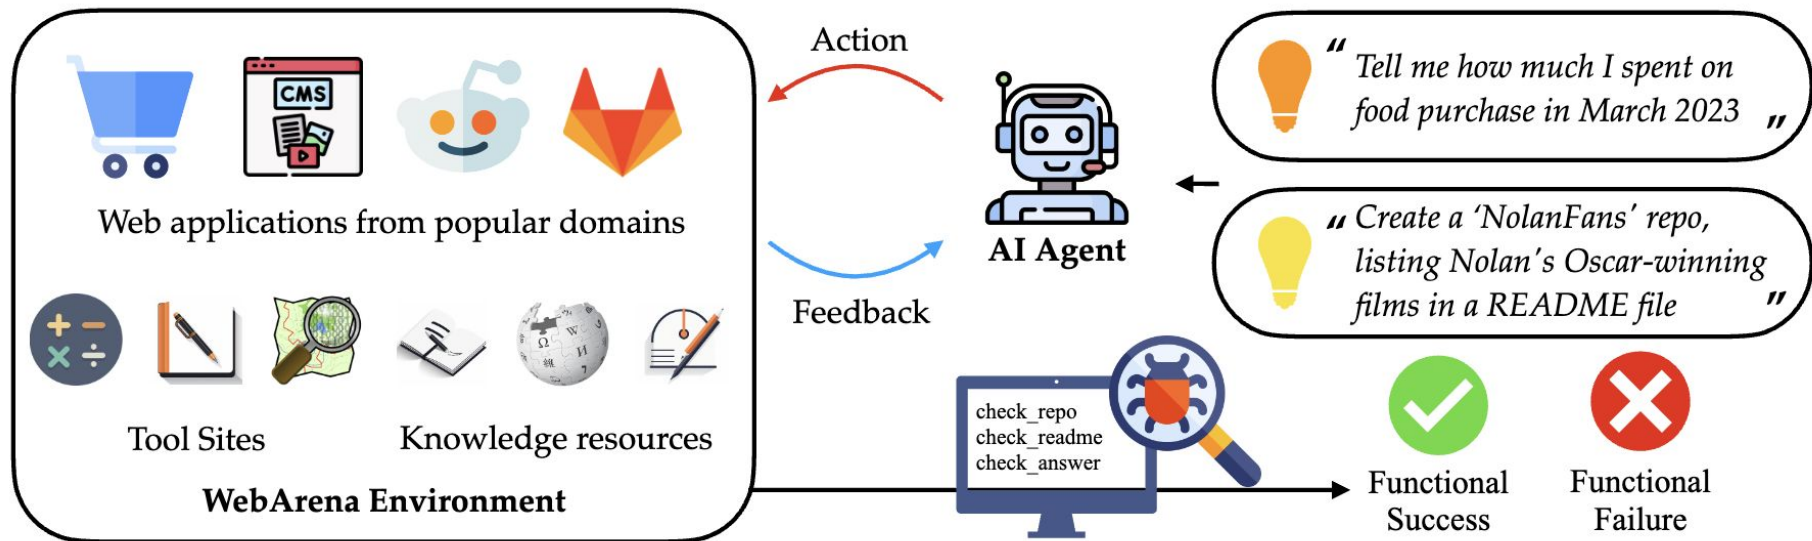 CMS
Web applications from popular domains
Tool Sites
Knowledge resources
WebArena Environment
Action
Feedback
AI Agent
“ Tell me how much I spent on
food purchase in March 2023 ”
“ Create a ‘NolanFans’ repo,
listing Nolan's Oscar-winning
films in a README file ”
check_repo
check_readme
check_answer
Functional
Success
Functional
Failure